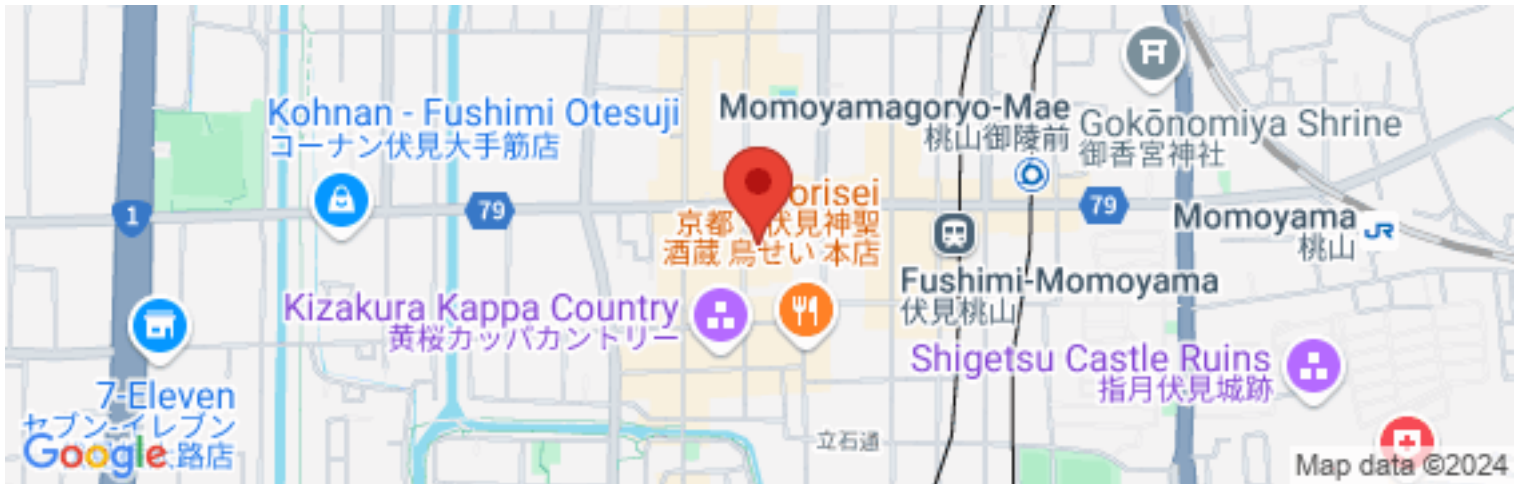 Kohnan - Fushimi Otesuji
コーナン伏見大手筋店
Momoyamagoryo-Mae
桃山御陵前
Gokōnomiya Shrine
御香宮神社
1
79
orisei
京都 伏見神聖
酒蔵 鳥せい 本店
79
Momoyama
桃山
JR
Fushimi-Momoyama
伏見桃山
Kizakura Kappa Country
黄桜カッパカントリー
Shigetsu Castle Ruins
指月伏見城跡
7-Eleven
セブン-イレブン
路店
立石通
Google
Map data ©2024